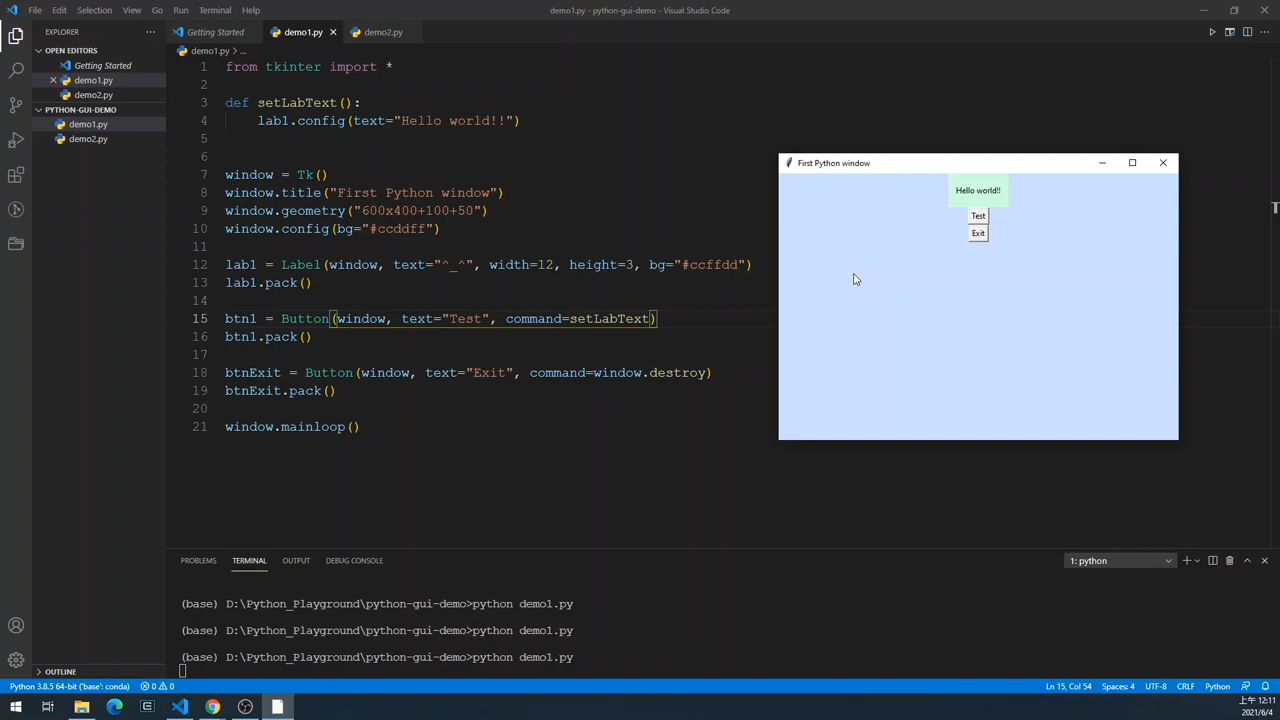 File Edit Selection View Go Run Terminal Help
demo1.py - python-gui-demo - Visual Studio Code
EXPLORER
OPEN EDITORS
Getting Started
demo1.py
demo2.py
PYTHON-GUI-DEMO
demo1.py
demo2.py
OUTLINE
Getting Started demo1.py demo2.py
demo1.py > ...
1 from tkinter import *
2
3 def setLabText():
4 lab1.config(text="Hello world!!")
5
6
7 window = Tk()
8 window.title("First Python window")
9 window.geometry("600x400+100+50")
10 window.config(bg="#ccddff")
11
12 lab1 = Label(window, text="^_^", width=12, height=3, bg="#ccffdd")
13 lab1.pack()
14
15 btn1 = Button(window, text="Test", command=setLabText)
16 btn1.pack()
17
18 btnExit = Button(window, text="Exit", command=window.destroy)
19 btnExit.pack()
20
21 window.mainloop()
First Python window
Hello world!!
Test
Exit
PROBLEMS TERMINAL OUTPUT DEBUG CONSOLE
1: python
(base) D:\Python_Playground\python-gui-demo>python demo1.py
(base) D:\Python_Playground\python-gui-demo>python demo1.py
(base) D:\Python_Playground\python-gui-demo>python demo1.py
Python 3.8.5 64-bit ('base': conda) 0 0
Ln 15, Col 54 Spaces: 4 UTF-8 CRLF Python
上午 12:11
2021/6/4